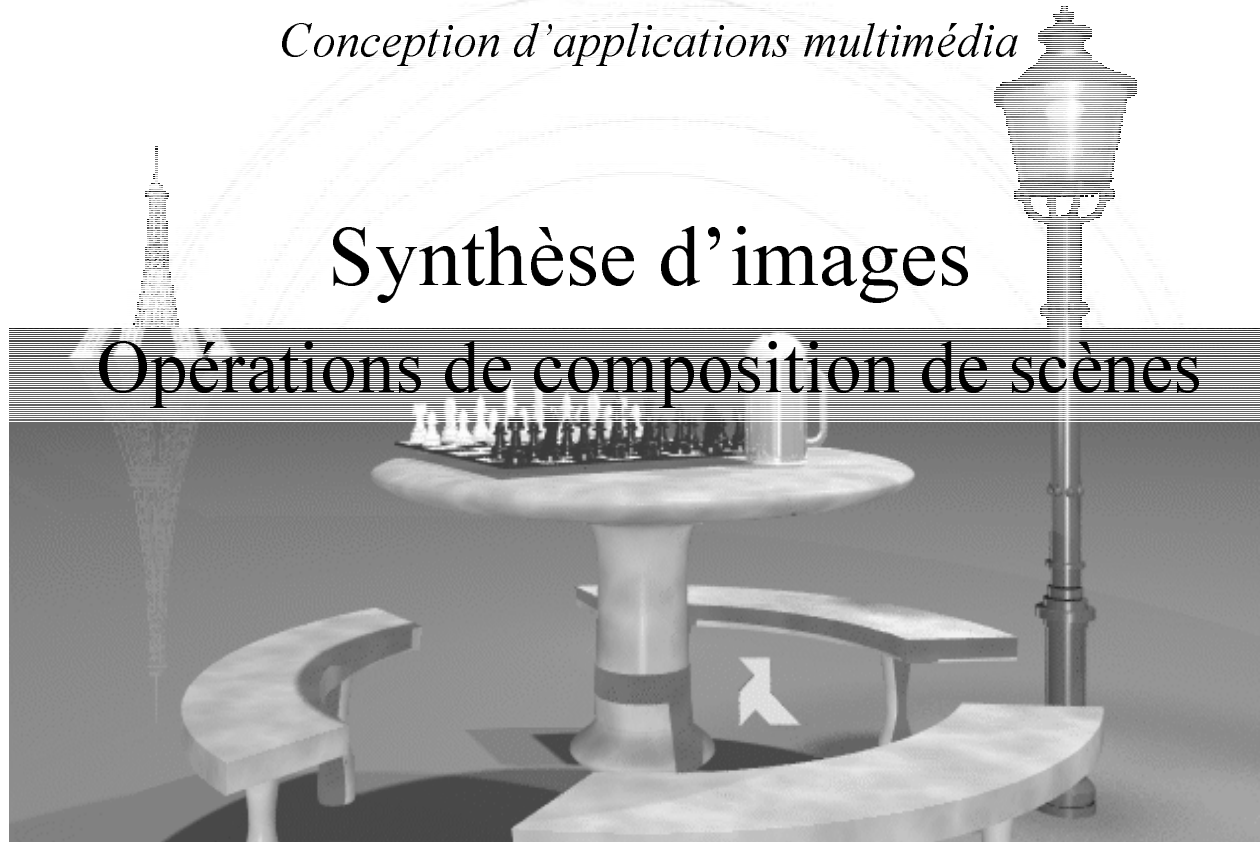 Conception d’applications multimédia
Synthèse d’images
Opérations de composition de scènes